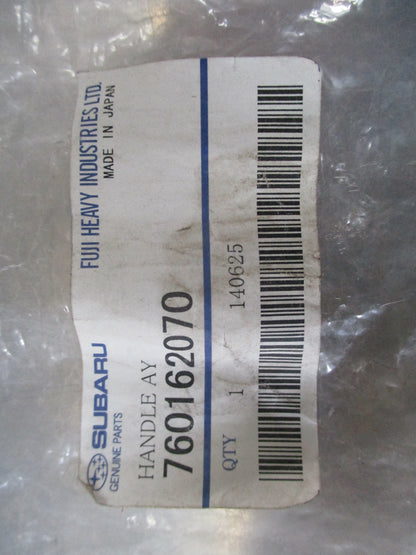 SUBARU
GENUINE PARTS
FUJI HEAVY INDUSTRIES LTD.
MADE IN JAPAN
HANDLE AY
760162070
QTY 1 140625